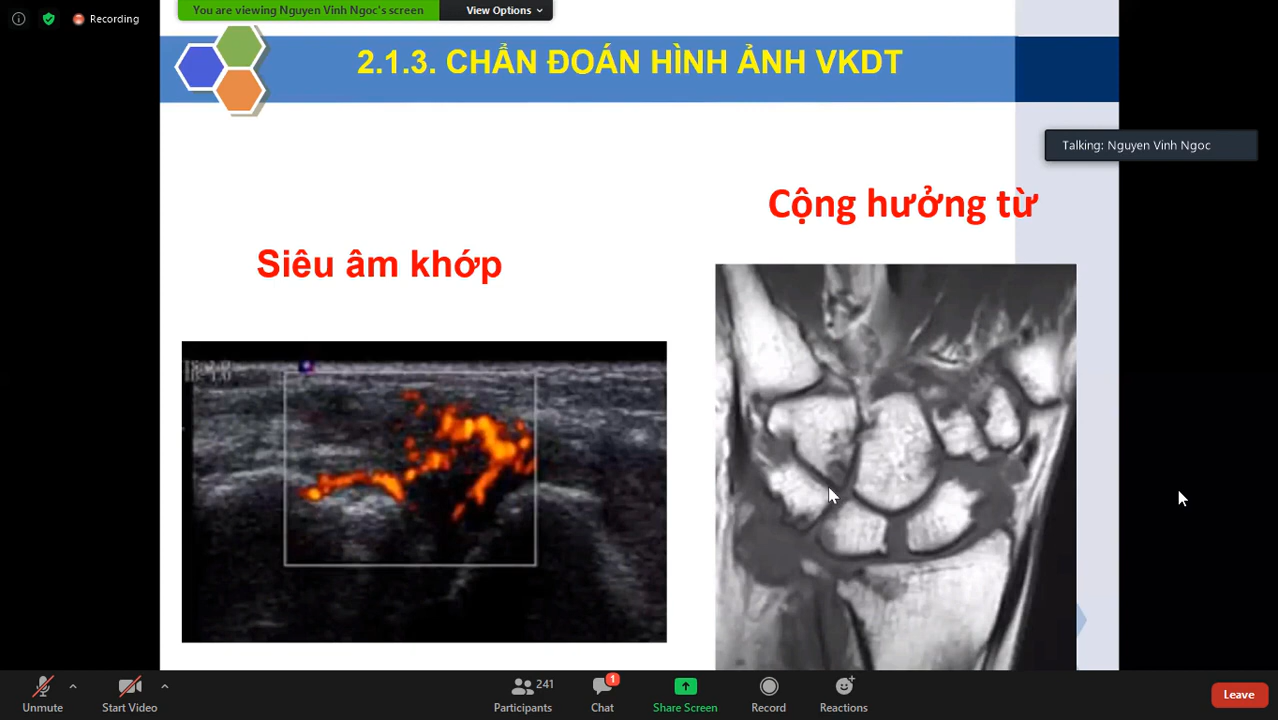 Recording
You are viewing Nguyen Vinh Ngoc's screen
View Options
2.1.3. CHẨN ĐOÁN HÌNH ẢNH VKDT
Talking: Nguyen Vinh Ngoc
Cộng hưởng từ
Siêu âm khớp
Unmute
Start Video
241
Participants
1
Chat
Share Screen
Record
Reactions
Leave